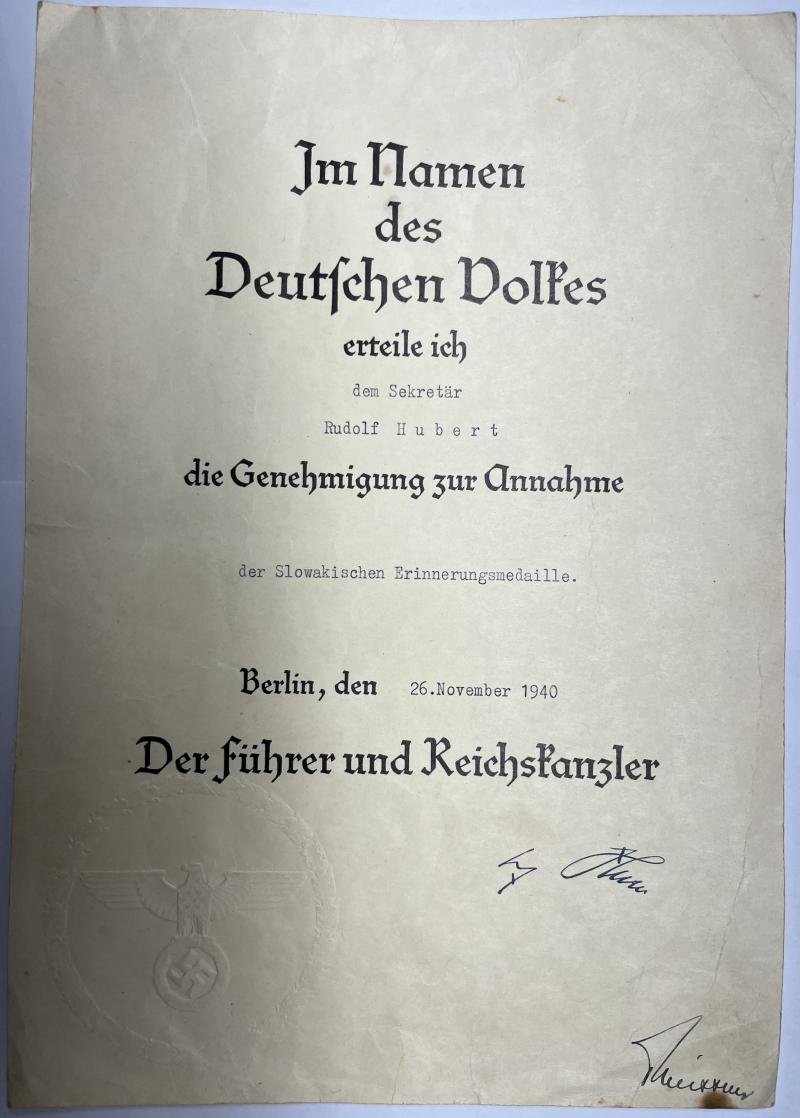 Im Namen
des
Deutſchen Volkes
erteile ich
dem Sekretär
Rudolf H u b e r t
die Genehmigung zur Annahme
der Slowakischen Erinnerungsmedaille.
Berlin, den 26.November 1940
Der Führer und Reichskanzler